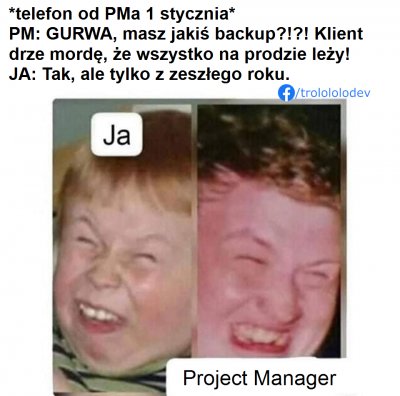 *telefon od PMa 1 stycznia*
PM: GURWA, masz jakiś backup?!?! Klient
drze mordę, że wszystko na prodzie leży!
JA: Tak, ale tylko z zeszłego roku.
/trolololodev
Ja
Project Manager